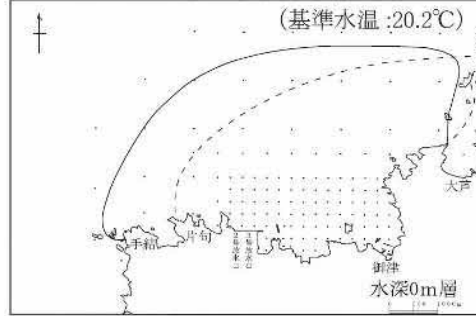 (基準水温:20.2℃)
大芦
手結
片句
御津
水深0m層